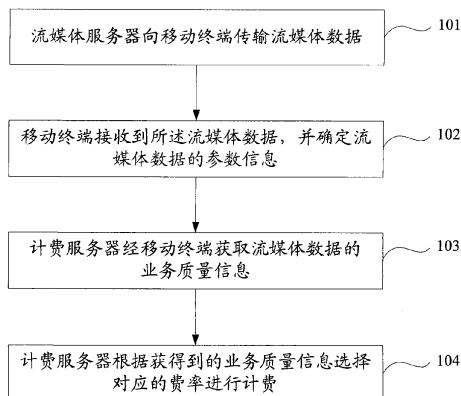 流媒体服务器向移动终端传输流媒体数据
101
移动终端接收到所述流媒体数据，并确定流
媒体数据的参数信息
102
计费服务器经移动终端获取流媒体数据的
业务质量信息
103
计费服务器根据获得到的业务质量信息选择
对应的费率进行计费
104